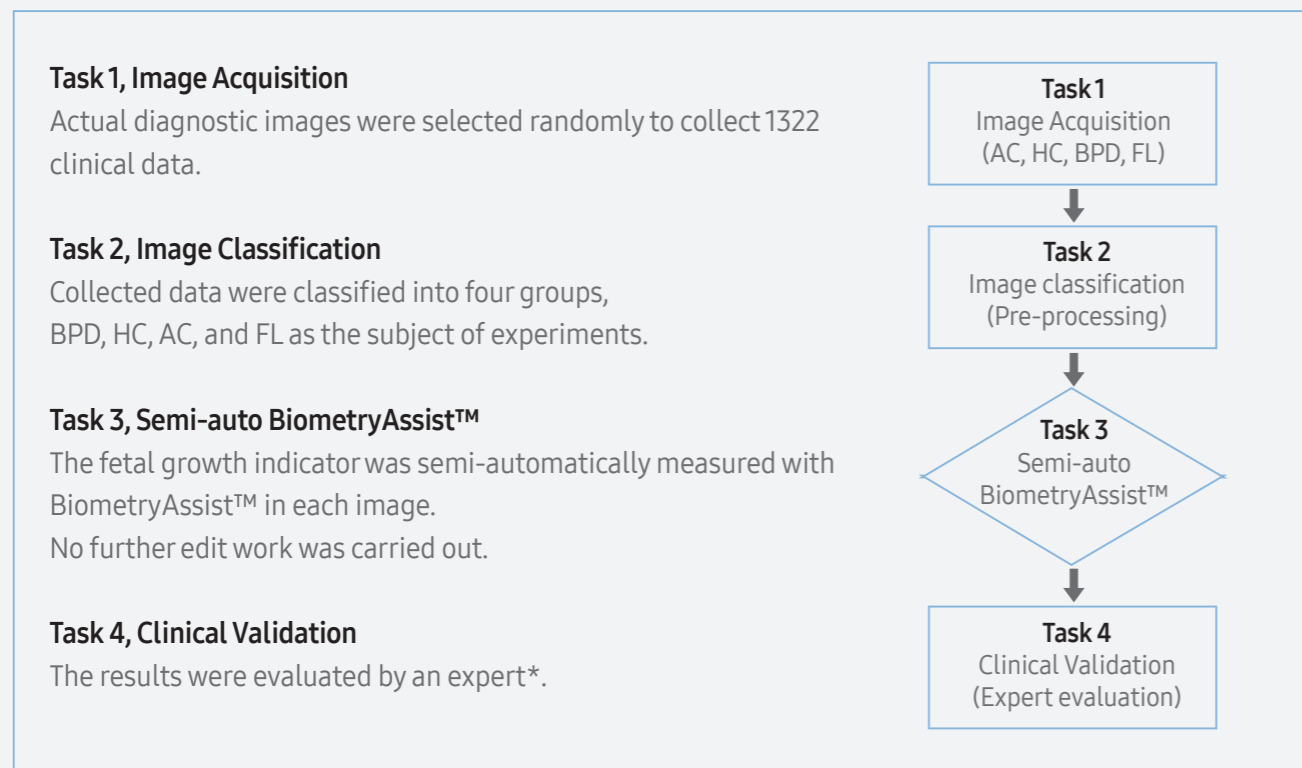 Task 1, Image Acquisition
Actual diagnostic images were selected randomly to collect 1322
clinical data.
Task 2, Image Classification
Collected data were classified into four groups,
BPD, HC, AC, and FL as the subject of experiments.
Task 3, Semi-auto BiometryAssist™
The fetal growth indicator was semi-automatically measured with
BiometryAssist™ in each image.
No further edit work was carried out.
Task 4, Clinical Validation
The results were evaluated by an expert*.
Task 1
Image Acquisition
(AC, HC, BPD, FL)
Task 2
Image classification
(Pre-processing)
Task 3
Semi-auto
BiometryAssist™
Task 4
Clinical Validation
(Expert evaluation)